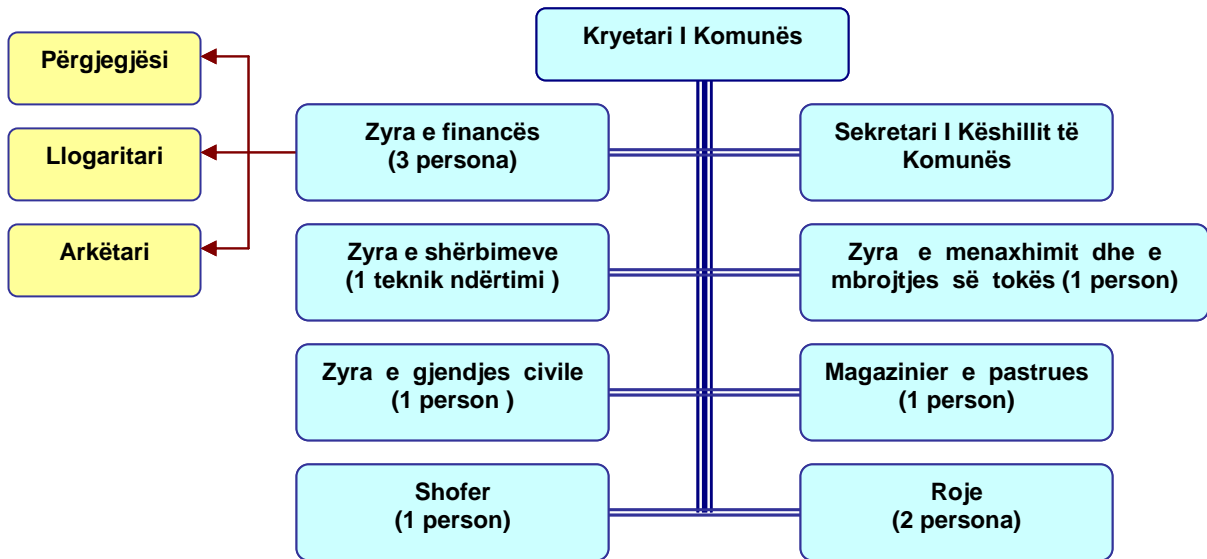 Kryetari I Komunës
Përgjegjësi
Llogaritari
Arkëtari
Zyra e financës
(3 persona)
Sekretari I Këshillit të
Komunës
Zyra e shërbimeve
(1 teknik ndërtimi )
Zyra e menaxhimit dhe e
mbrojtjes së tokës (1 person)
Zyra e gjendjes civile
(1 person )
Magazinier e pastrues
(1 person)
Shofer
(1 person)
Roje
(2 persona)